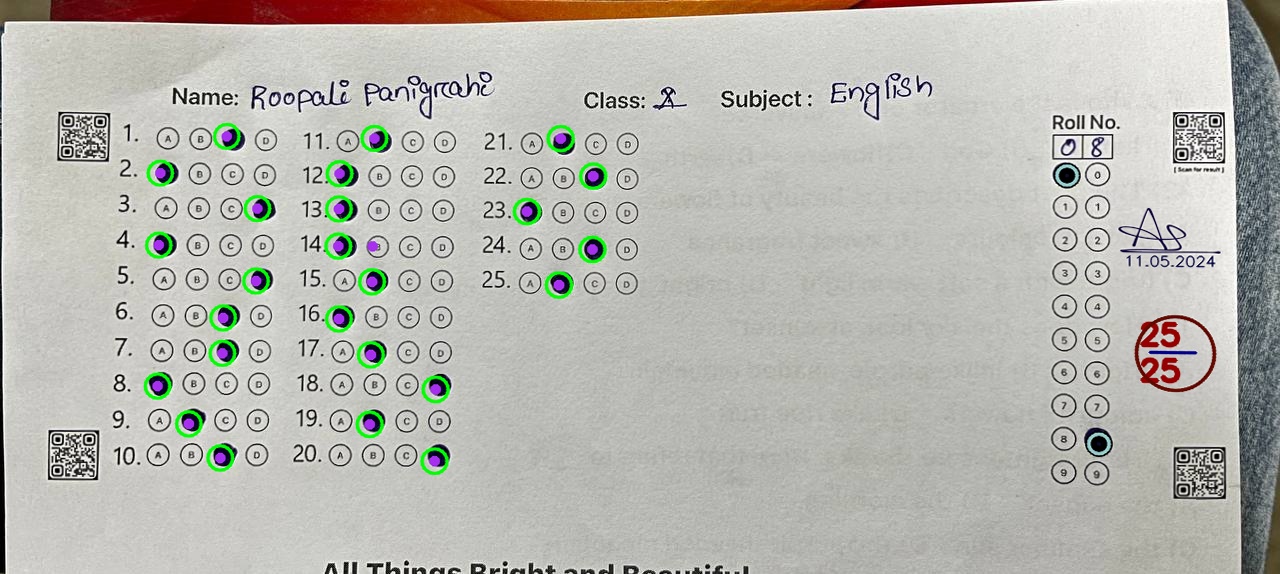 Name: Roopali Panigrahi Class: X Subject: English
Roll No.
0 8
1. A B D 11. A C D 21. A C D
2. B C D 12. B C D 22. A B D
3. A B C 13. B C D 23. B C D
4. B C D 14. B C D 24. A B D
5. A B C 15. A C D 25. A C D
6. A B D 16. B C D
7. A B D 17. A C D
8. B C D 18. A B C
9. A C D 19. A C D
10. A B D 20. A B C
0
1 1
2 2
3 3
4 4
5 5
6 6
7 7
8
9 9
[Scan for result]
11.05.2024
25
25
All Things Bright and Beautiful